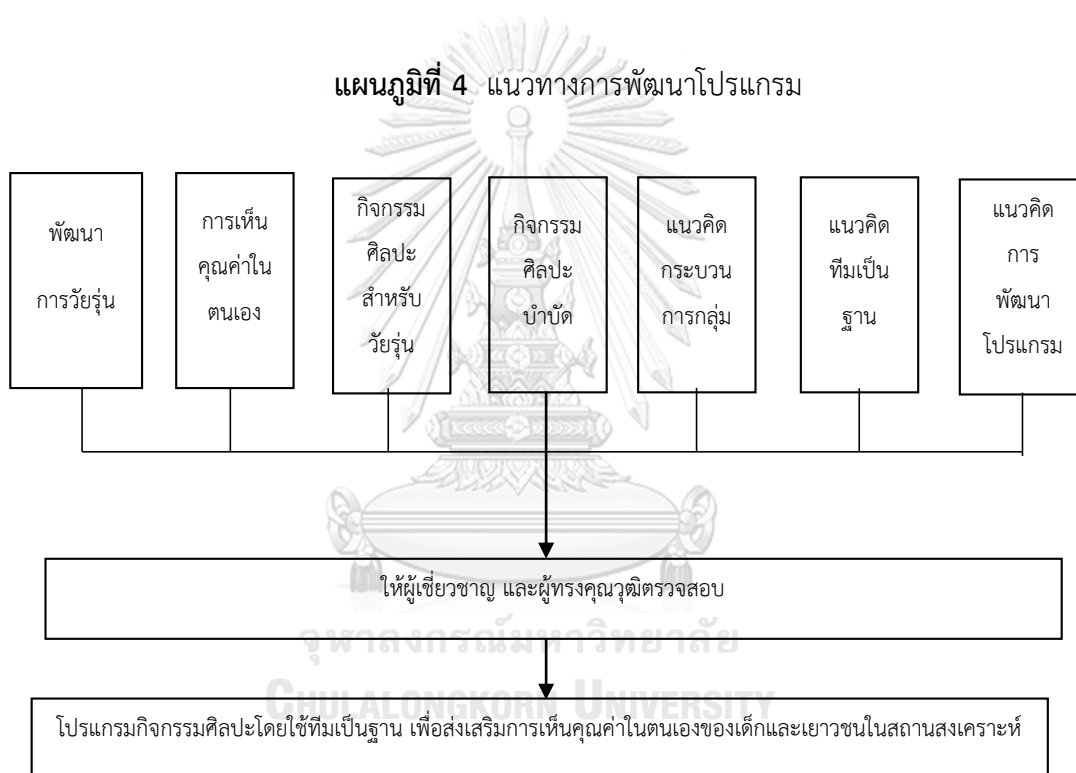 แผนภูมิที่ 4 แนวทางการพัฒนาโปรแกรม
พัฒนา
การวัยรุ่น
การเห็น
คุณค่าใน
ตนเอง
กิจกรรม
ศิลปะ
สำหรับ
วัยรุ่น
กิจกรรม
ศิลปะ
บำบัด
แนวคิด
กระบวน
การกลุ่ม
แนวคิด
ทีมเป็น
ฐาน
แนวคิด
การ
พัฒนา
โปรแกรม
ให้ผู้เชี่ยวชาญ และผู้ทรงคุณวุฒิตรวจสอบ
จุฬาลงกรณ์มหาวิทยาลัย
CHULALONGKORN UNIVERSITY
โปรแกรมกิจกรรมศิลปะโดยใช้ทีมเป็นฐาน เพื่อส่งเสริมการเห็นคุณค่าในตนเองของเด็กและเยาวชนในสถานสงเคราะห์